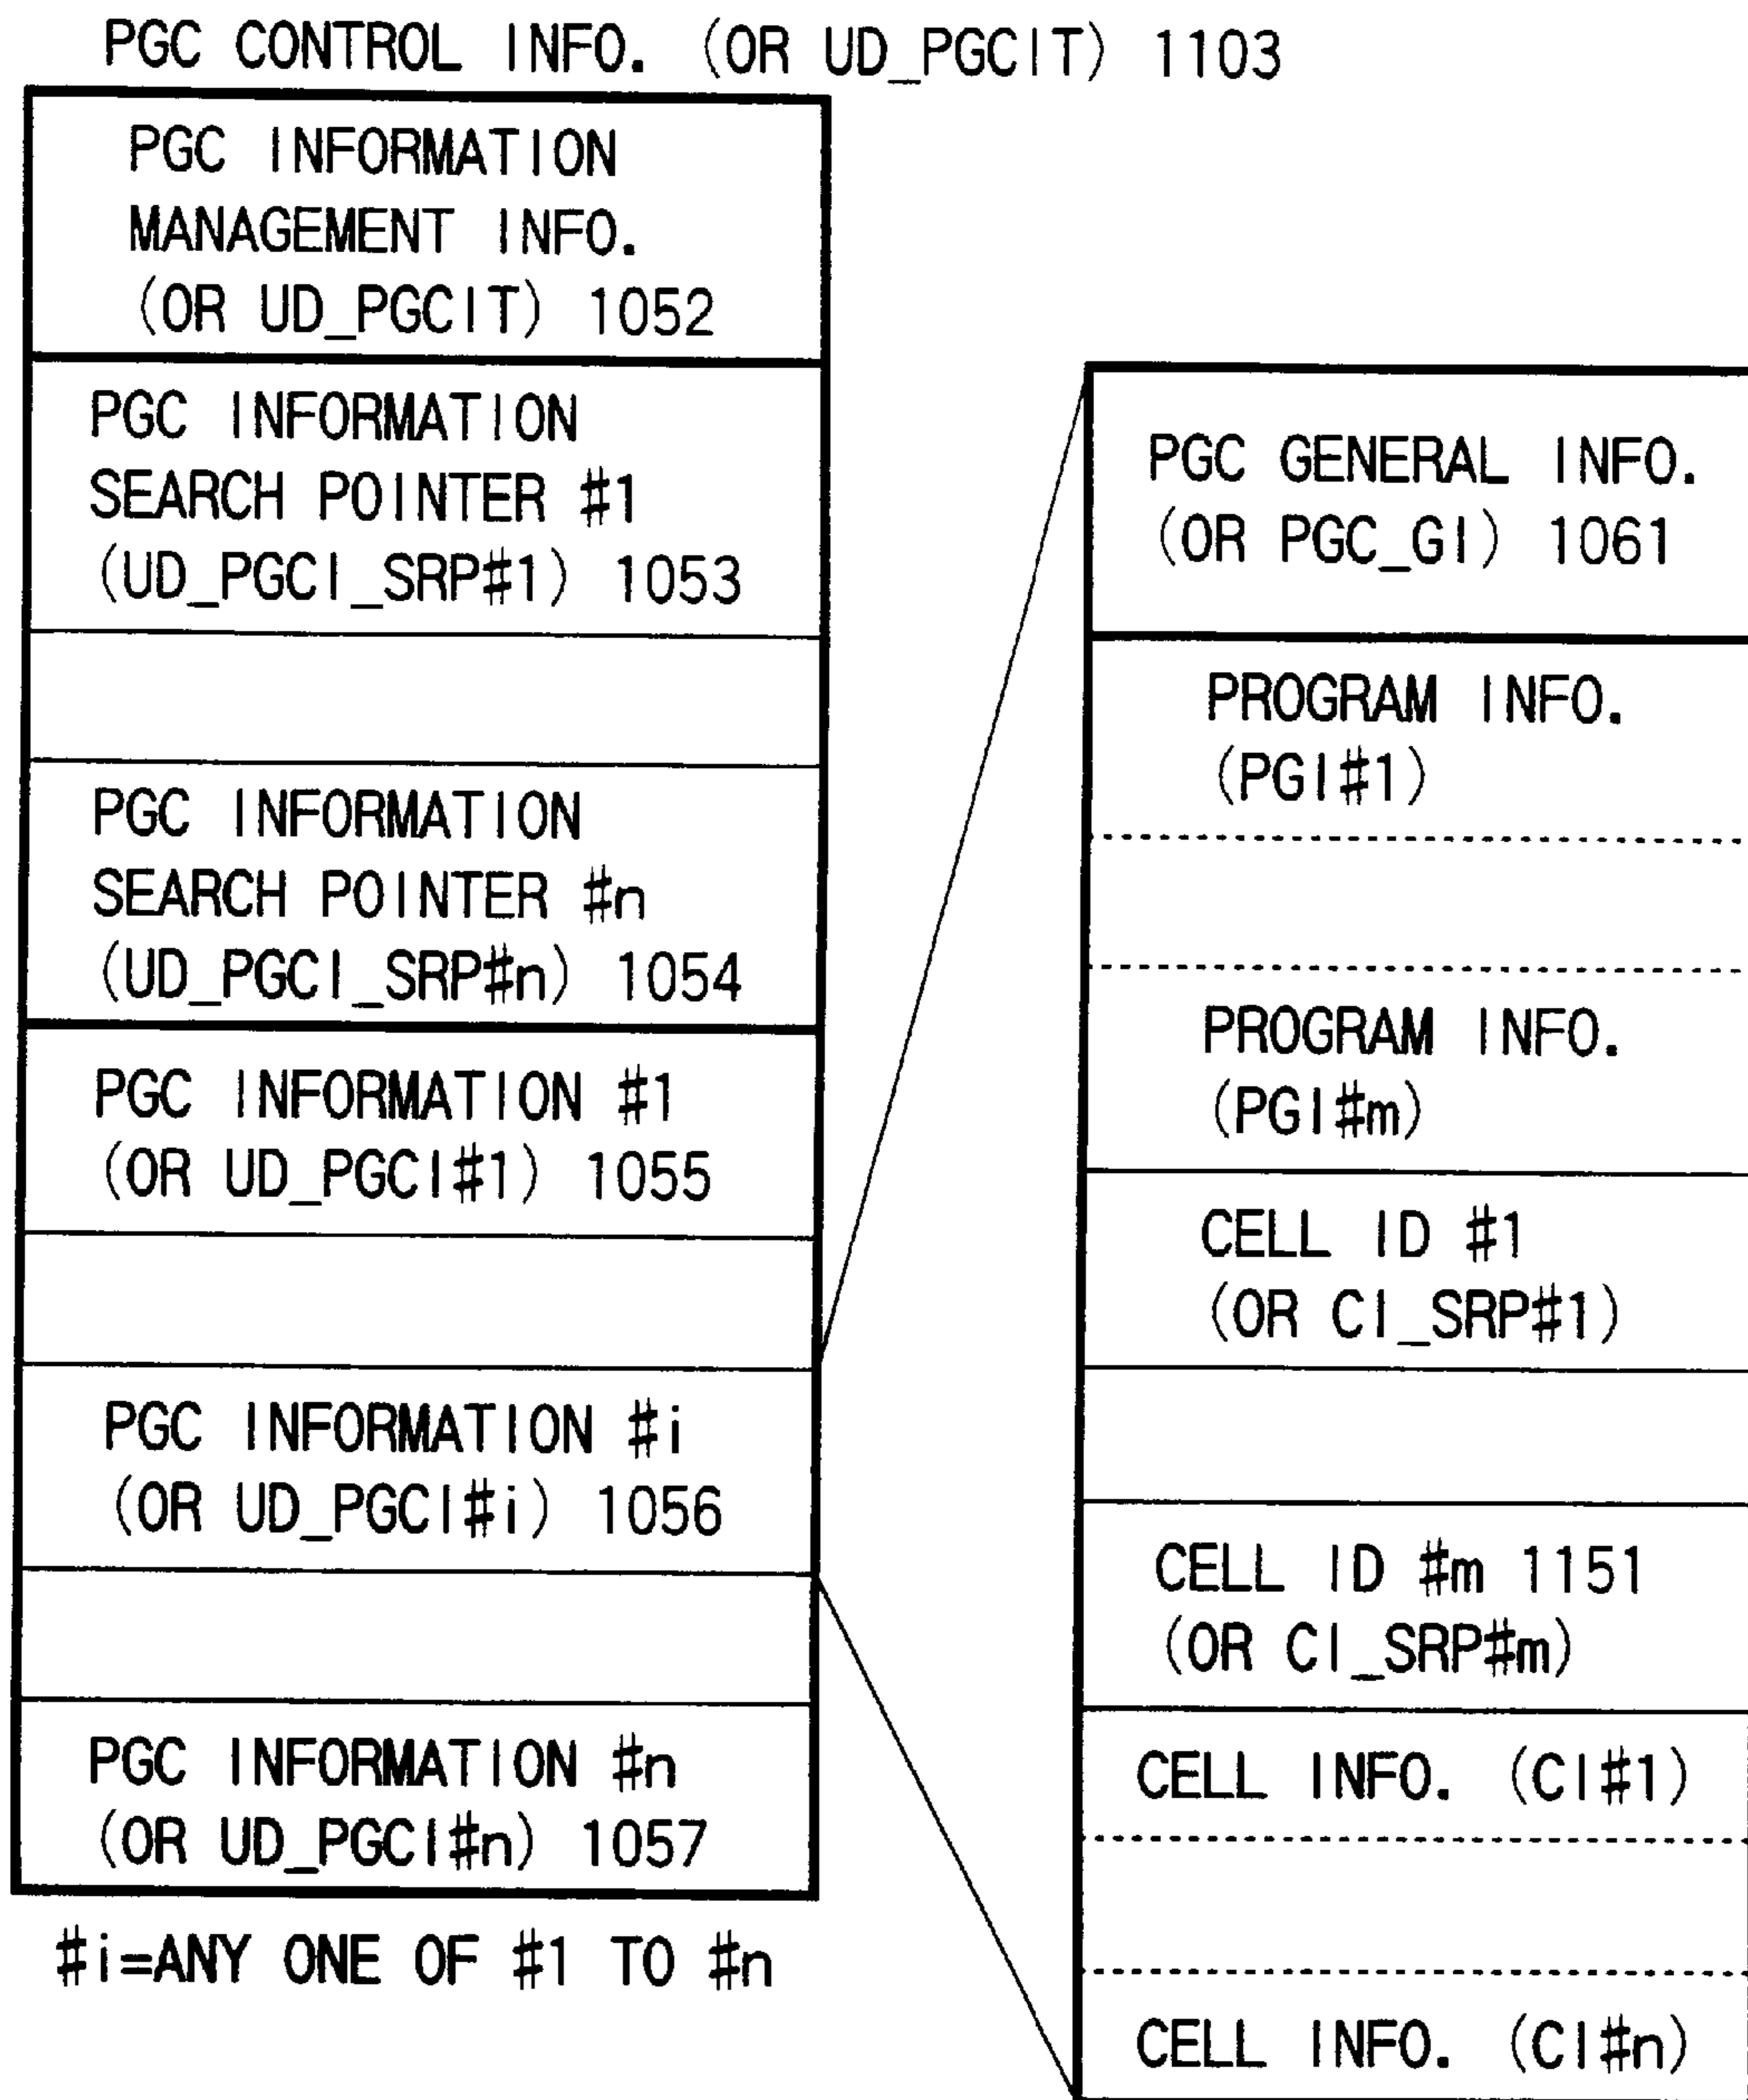 PGC CONTROL INFO. (OR UD_PGCIT) 1103
PGC INFORMATION
MANAGEMENT INFO.
(OR UD_PGCIT) 1052
PGC INFORMATION
SEARCH POINTER #1
(UD_PGCI_SRP#1) 1053
PGC INFORMATION
SEARCH POINTER #n
(UD_PGCI_SRP#n) 1054
PGC INFORMATION #1
(OR UD_PGCI#1) 1055
PGC INFORMATION #i
(OR UD_PGCI#i) 1056
PGC INFORMATION #n
(OR UD_PGCI#n) 1057
#i=ANY ONE OF #1 TO #n
PGC GENERAL INFO.
(OR PGC_GI) 1061
PROGRAM INFO.
(PGI#1)
PROGRAM INFO.
(PGI#m)
CELL ID #1
(OR CI_SRP#1)
CELL ID #m 1151
(OR CI_SRP#m)
CELL INFO. (CI#1)
CELL INFO. (CI#n)